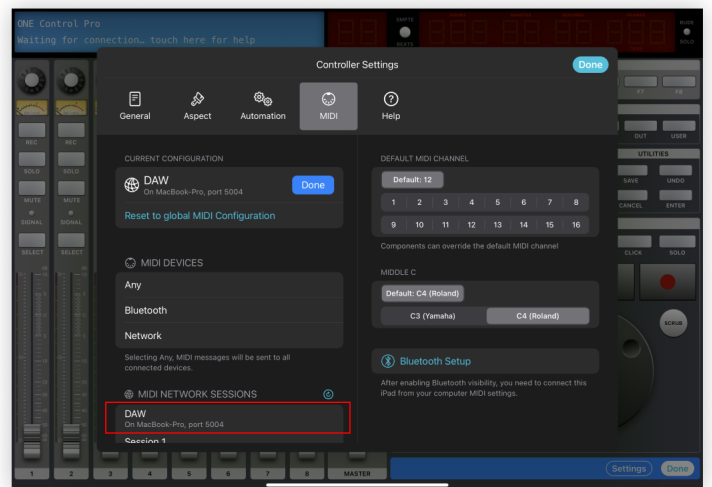 ONE Control Pro
Waiting for connection… touch here for help
SMPTE
BEATS
RUDE
SOLO
Controller Settings
Done
General
Aspect
Automation
MIDI
Help
CURRENT CONFIGURATION
DAW
On MacBook-Pro, port 5004
Done
Reset to global MIDI Configuration
MIDI DEVICES
Any
Bluetooth
Network
Selecting Any, MIDI messages will be sent to all
connected devices.
MIDI NETWORK SESSIONS
DAW
On MacBook-Pro, port 5004
Session 1
DEFAULT MIDI CHANNEL
Default: 12
1 2 3 4 5 6 7 8
9 10 11 12 13 14 15 16
Components can override the default MIDI channel
MIDDLE C
Default: C4 (Roland)
C3 (Yamaha) C4 (Roland)
Bluetooth Setup
After enabling Bluetooth visibility, you need to connect this
iPad from your computer MIDI settings.
REC REC
SOLO SOLO
MUTE MUTE
SIGNAL SIGNAL
SELECT SELECT
F7 F8
OUT USER
UTILITIES
SAVE UNDO
CANCEL ENTER
CLICK SOLO
SCRUB
1 2 3 4 5 6 7 8 MASTER
Settings Done